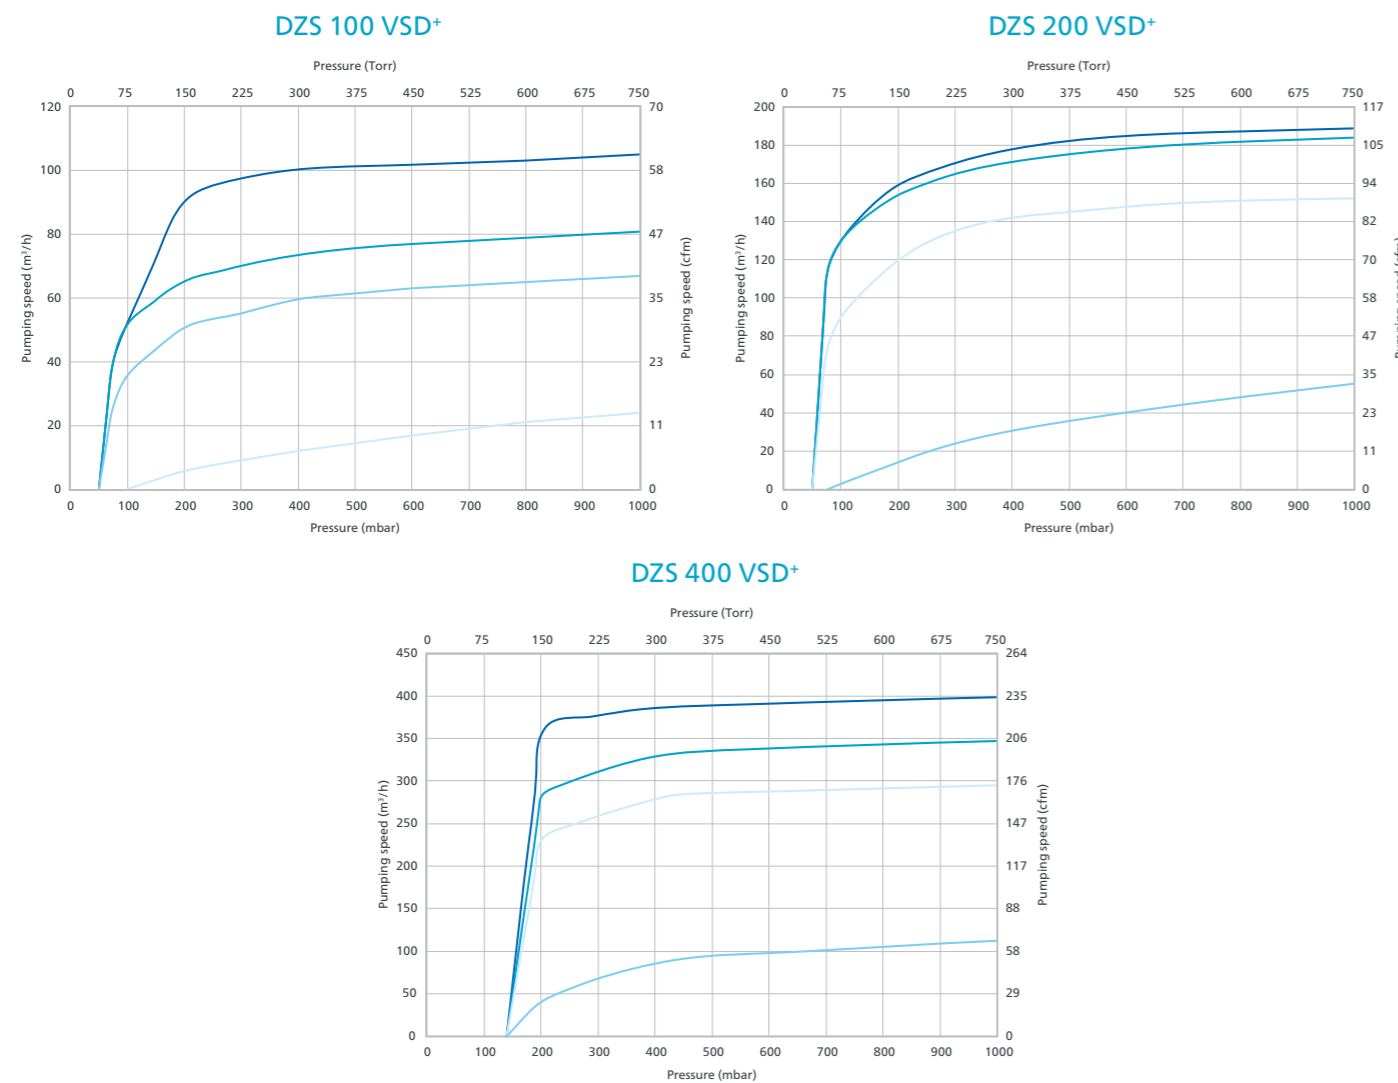 DZS 100 VSD+
Pressure (Torr)
0 75 150 225 300 375 450 525 600 675 750
120 70
100 58
80 47
60 35
40 23
20 11
0 0
Pumping speed (m³/h)
Pumping speed (cfm)
0 100 200 300 400 500 600 700 800 900 1000
Pressure (mbar)
DZS 200 VSD+
Pressure (Torr)
0 75 150 225 300 375 450 525 600 675 750
200 117
180 105
160 94
140 82
120 70
100 58
80 47
60 35
40 23
20 11
0 0
Pumping speed (m³/h)
Pumping speed (cfm)
0 100 200 300 400 500 600 700 800 900 1000
Pressure (mbar)
DZS 400 VSD+
Pressure (Torr)
0 75 150 225 300 375 450 525 600 675 750
450 264
400 235
350 206
300 176
250 147
200 117
150 88
100 58
50 29
0 0
Pumping speed (m³/h)
Pumping speed (cfm)
0 100 200 300 400 500 600 700 800 900 1000
Pressure (mbar)